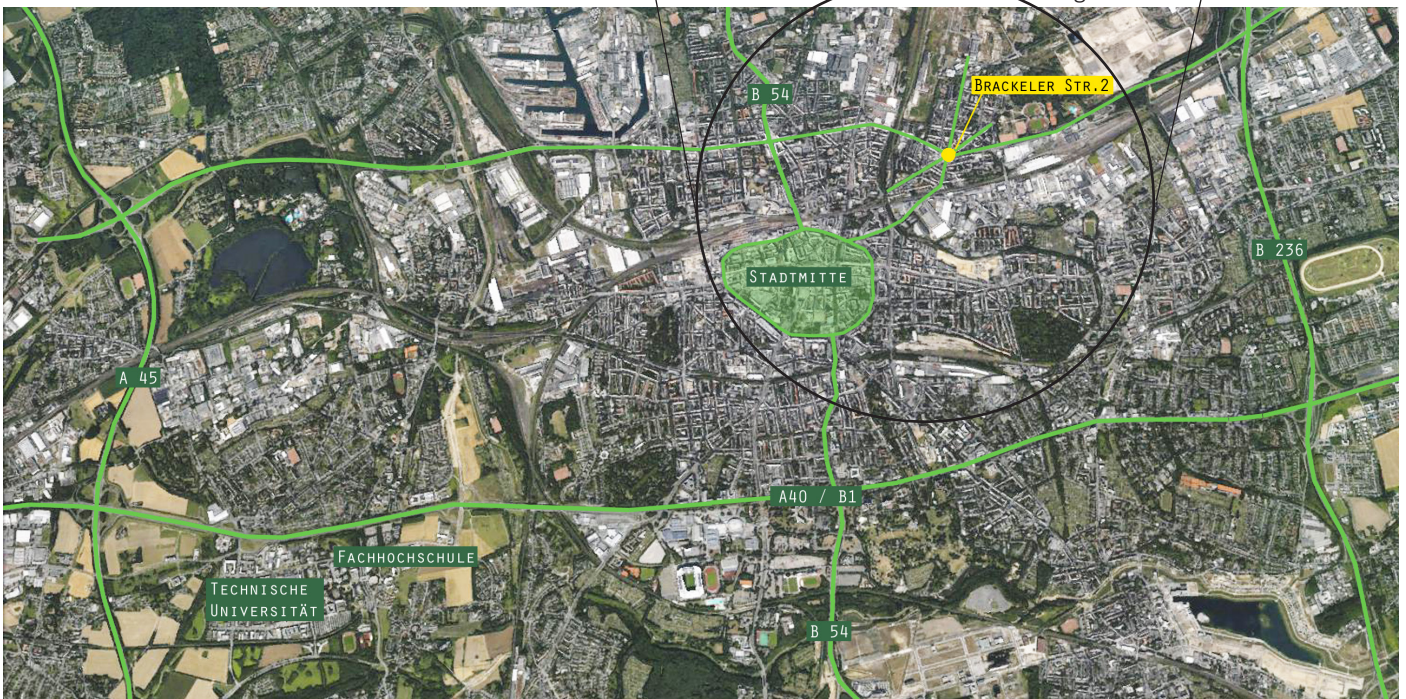 B 54
BRACKELER STR.2
STADTMITTE
B 236
A 45
A40 / B1
FACHHOCHSCHULE
TECHNISCHE
UNIVERSITÄT
B 54